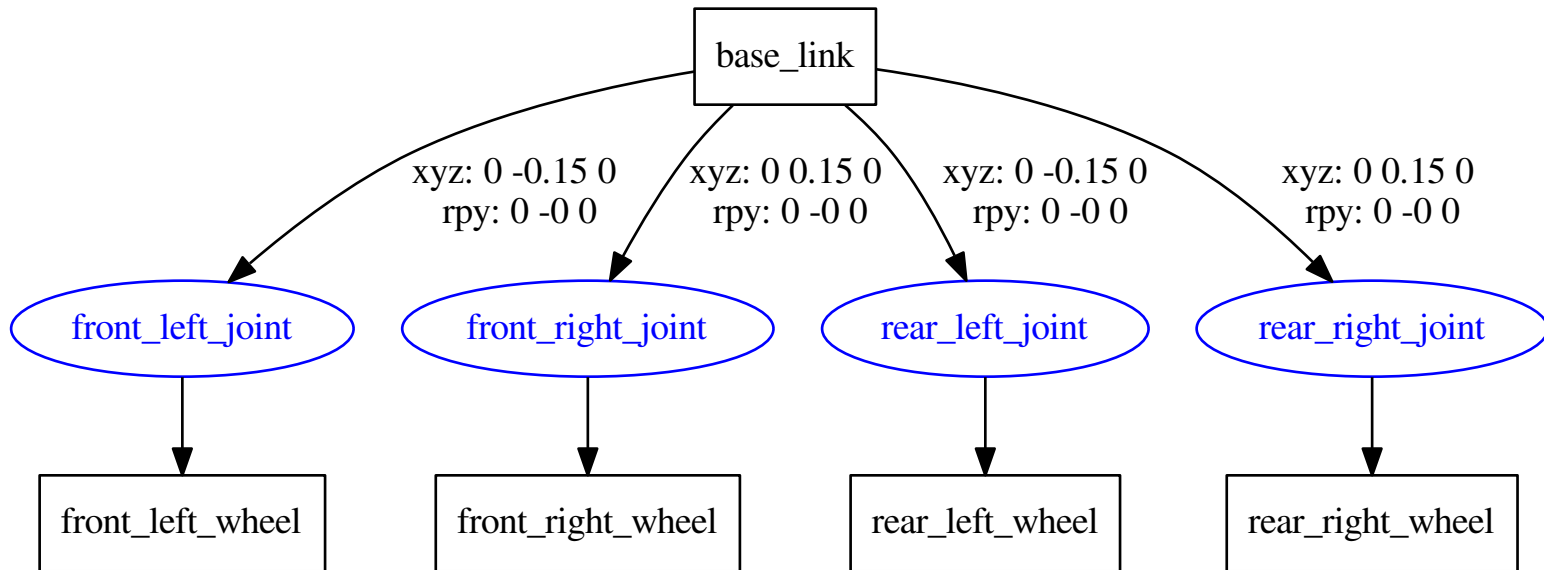 base_link
xyz: 0 -0.15 0
rpy: 0 -0 0
xyz: 0 0.15 0
rpy: 0 -0 0
xyz: 0 -0.15 0
rpy: 0 -0 0
xyz: 0 0.15 0
rpy: 0 -0 0
front_left_joint
front_right_joint
rear_left_joint
rear_right_joint
front_left_wheel
front_right_wheel
rear_left_wheel
rear_right_wheel